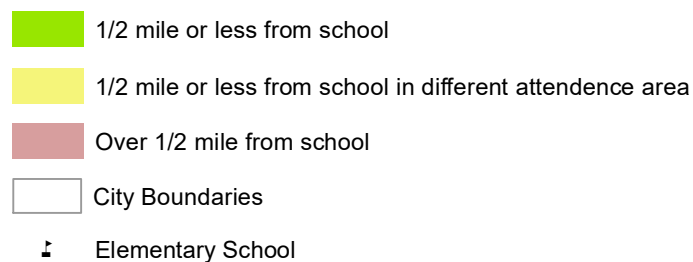 1/2 mile or less from school
1/2 mile or less from school in different attendence area
Over 1/2 mile from school
City Boundaries
Elementary School